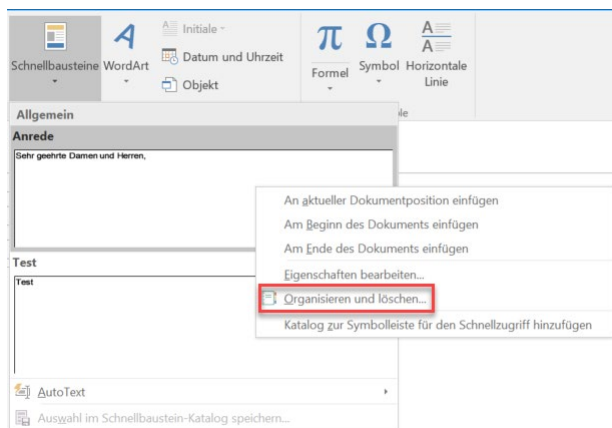 Schnellbausteine
WordArt
Initiale
Datum und Uhrzeit
Objekt
Formel
Symbol
Horizontale
Linie
Allgemein
Anrede
Sehr geehrte Damen und Herren,
An aktueller Dokumentposition einfügen
Am Beginn des Dokuments einfügen
Am Ende des Dokuments einfügen
Eigenschaften bearbeiten...
Organisieren und löschen...
Katalog zur Symbolleiste für den Schnellzugriff hinzufügen
Test
Test
AutoText
Auswahl im Schnellbaustein-Katalog speichern...